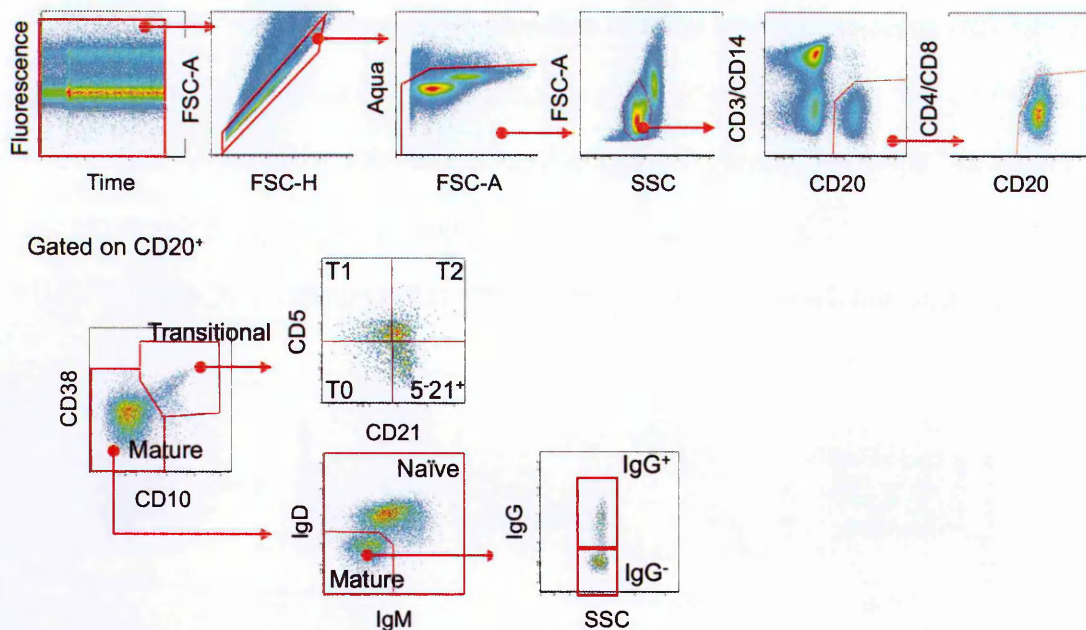 Fluorescence
Time
FSC-A
FSC-H
Aqua
FSC-A
FSC-A
SSC
CD3/CD14
CD20
CD4/CD8
CD20
Gated on CD20⁺
CD38
Transitional
Mature
CD10
CD5
T1
T2
T0
5⁻21⁺
CD21
IgD
Naïve
Mature
IgM
IgG
IgG⁺
IgG⁻
SSC